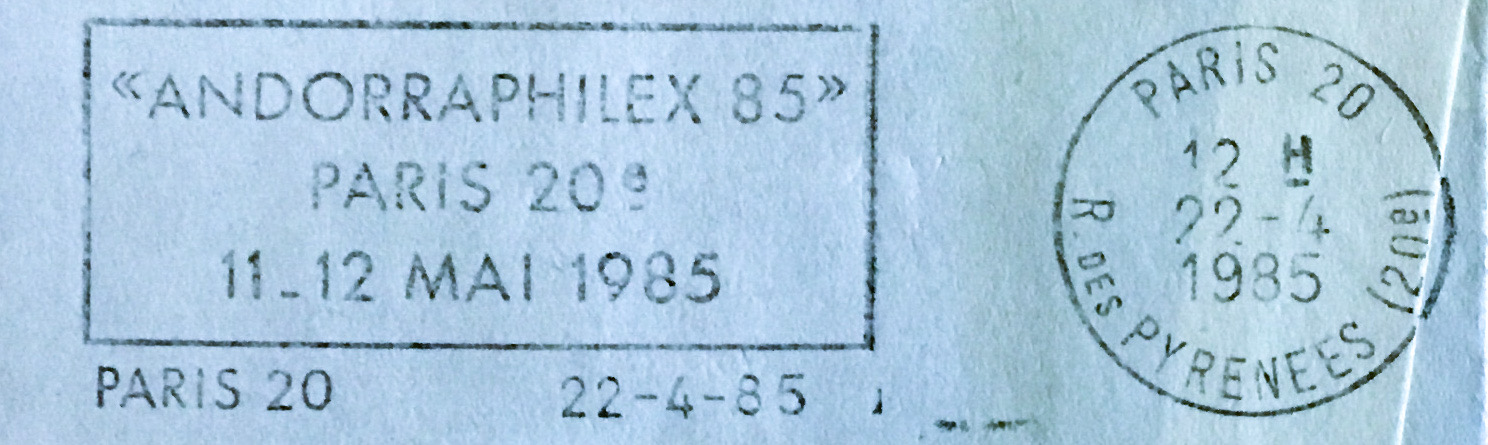 «ANDORRAPHILEX 85»
PARIS 20e
11-12 MAI 1985
PARIS 20 22-4-85
PARIS 20
12 H
22-4
1985
R. DES PYRENEES (20e)